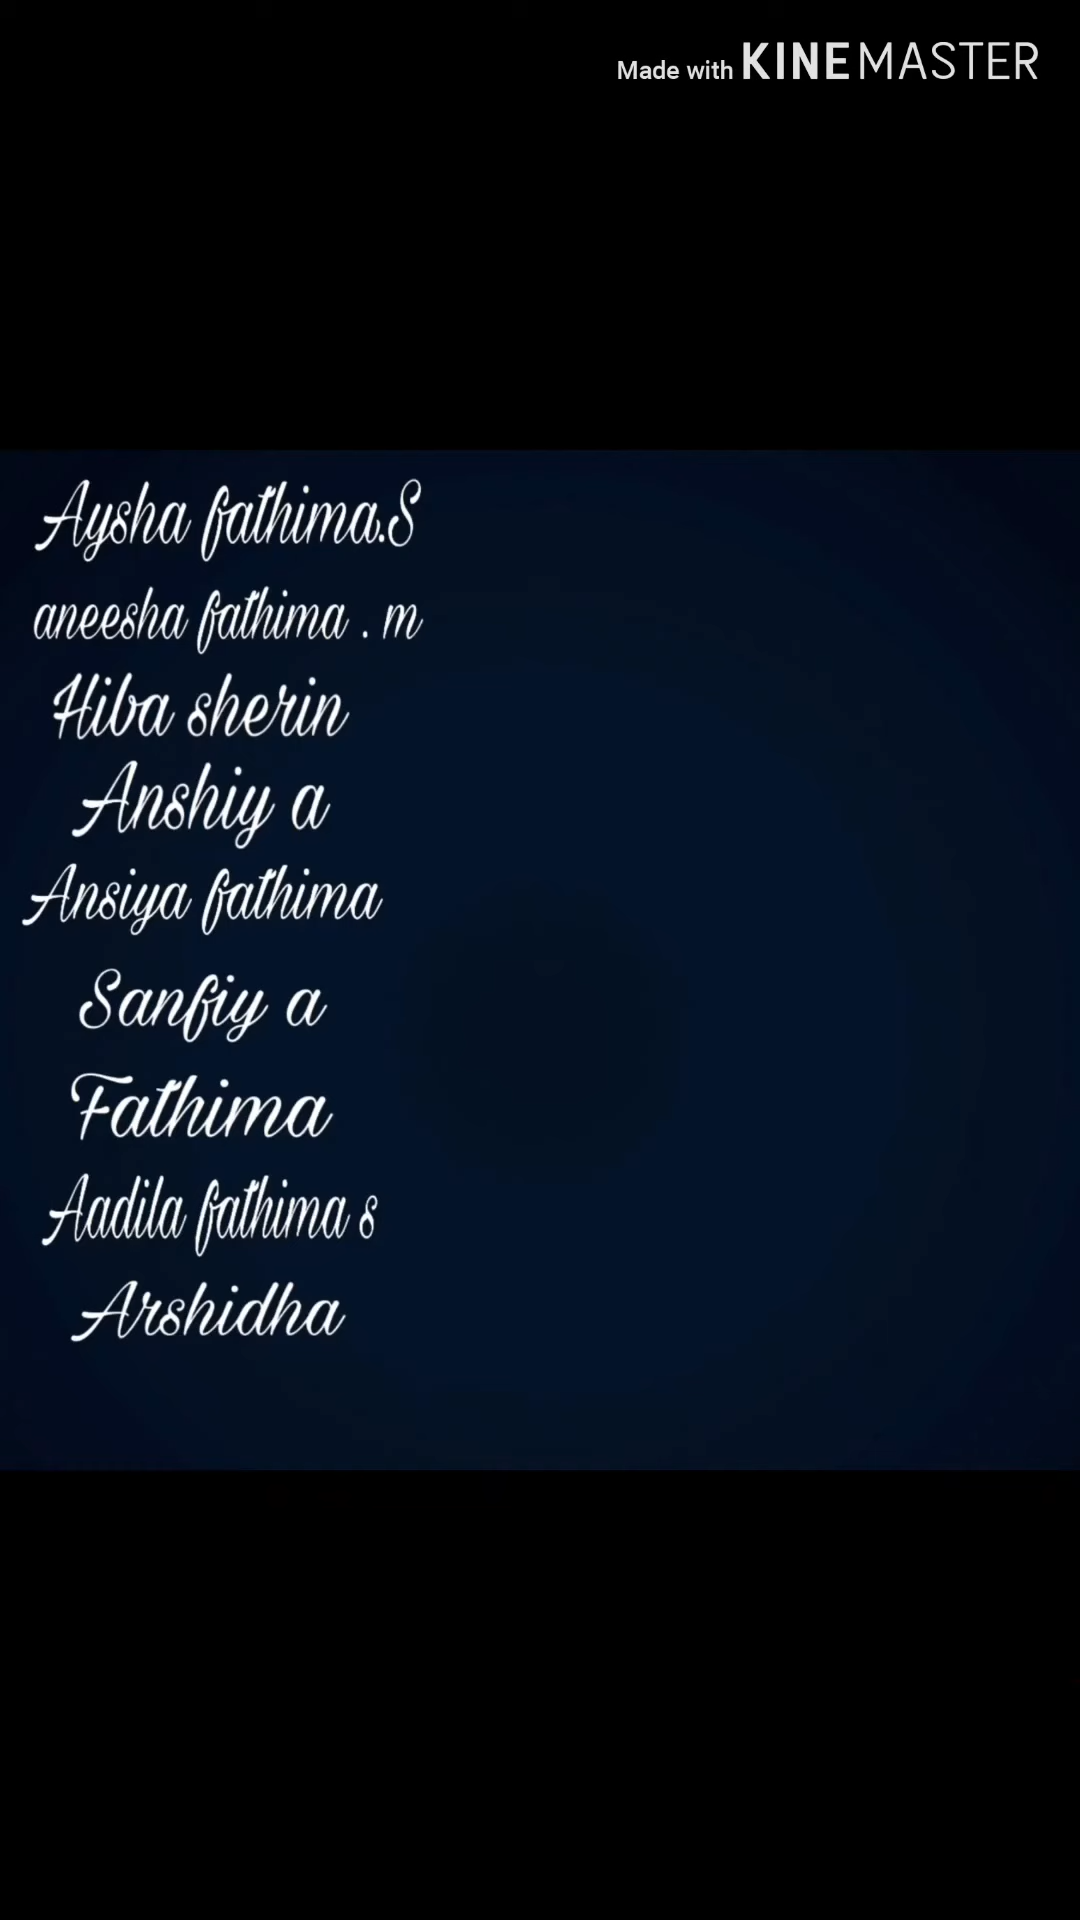 Made with KINEMASTER
Aysha fathima.S
aneesha fathima . m
Hiba sherin
Anshiy a
Ansiya fathima
Sanfiy a
Fathima
Aadila fathima s
Arshidha